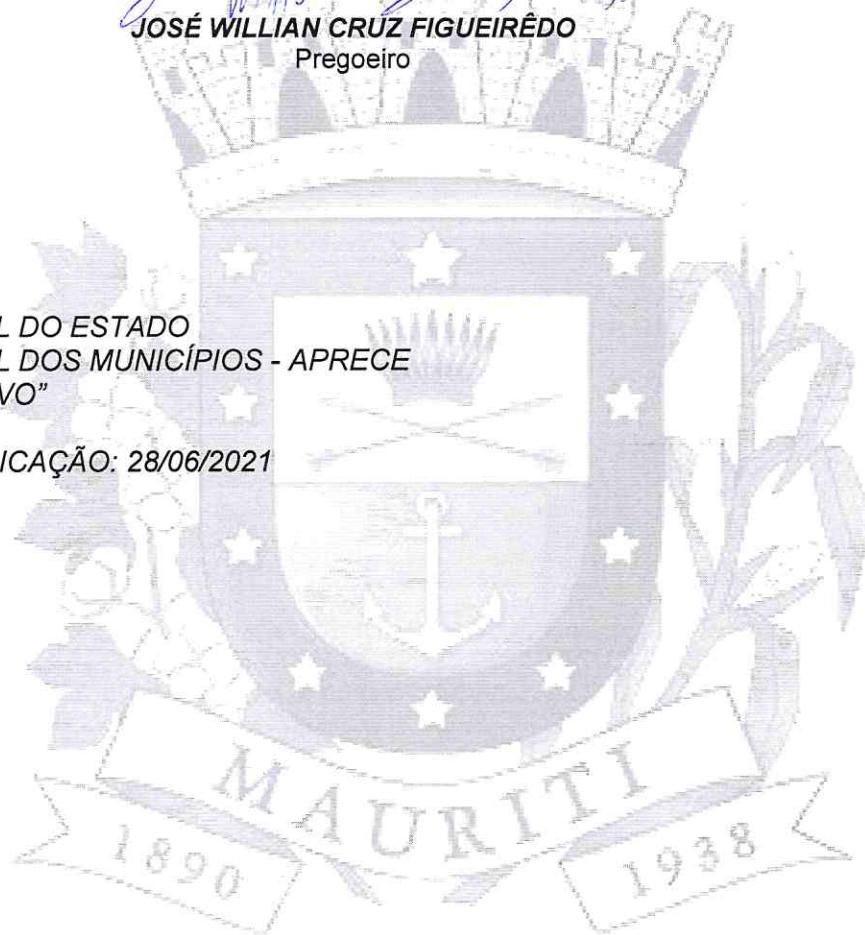 JOSÉ WILLIAN CRUZ FIGUEIRÊDO
Pregoeiro
L DO ESTADO
L DOS MUNICÍPIOS - APRECE
VO”
ICAÇÃO: 28/06/2021
MAURITI
1890
1938